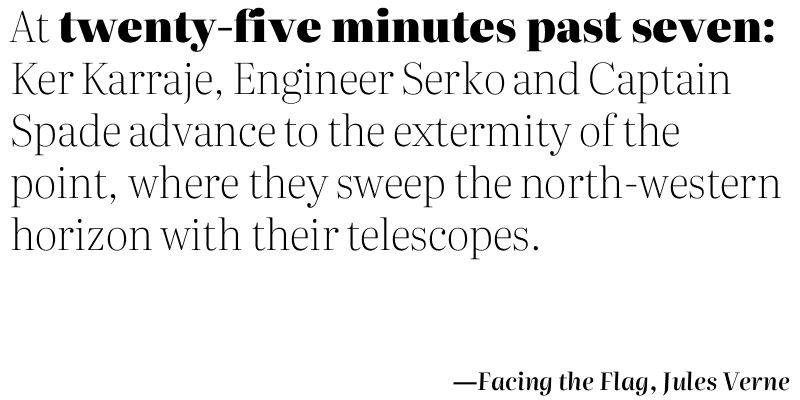 At twenty-five minutes past seven:
Ker Karraje, Engineer Serko and Captain
Spade advance to the extermity of the
point, where they sweep the north-western
horizon with their telescopes.
—Facing the Flag, Jules Verne